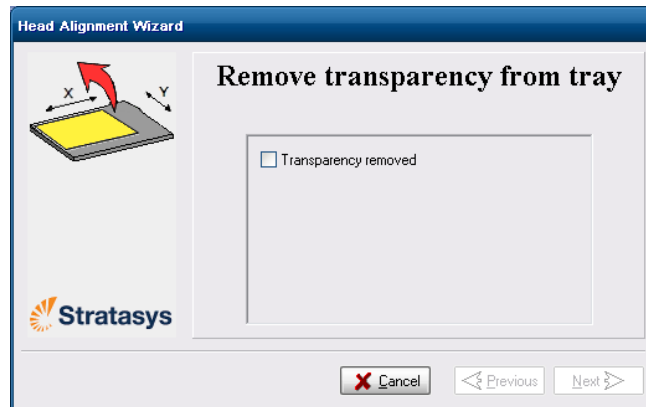 Head Alignment Wizard
X
Y
Remove transparency from tray
Transparency removed
Stratasys
Cancel
Previous
Next